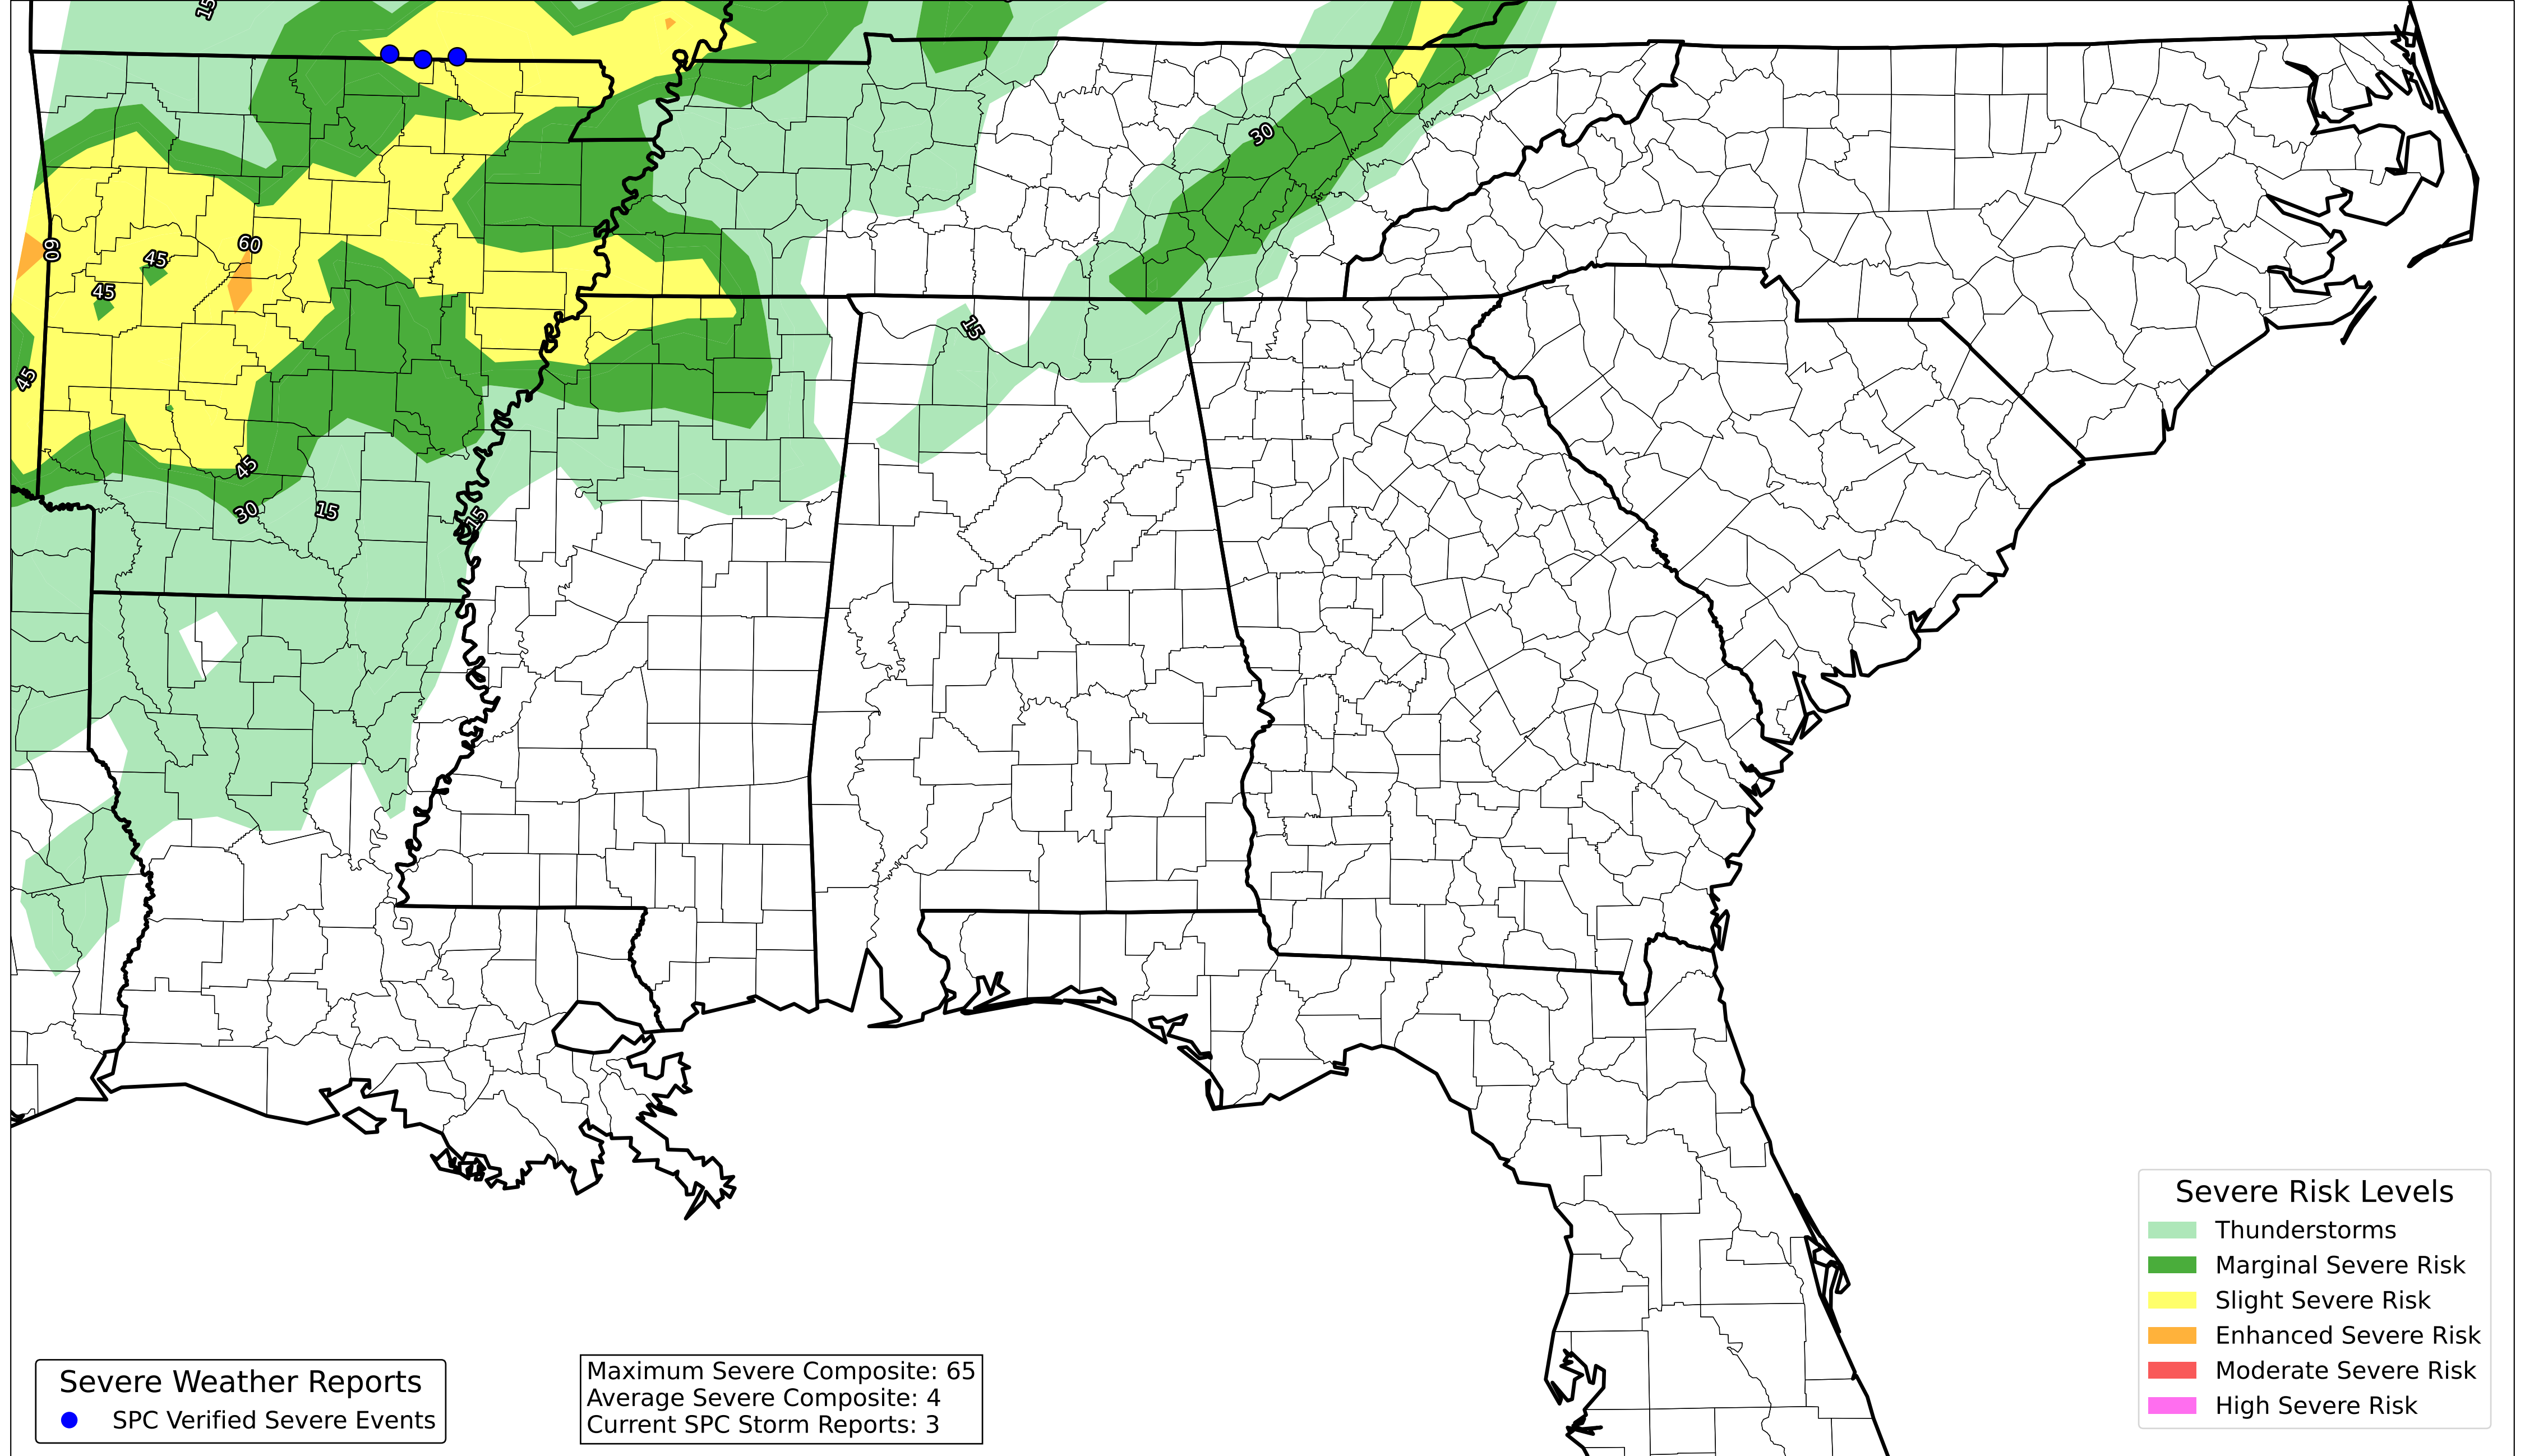 15
30
60
60
45
45
15
45
45
30
15
15
Severe Risk Levels
Thunderstorms
Marginal Severe Risk
Slight Severe Risk
Enhanced Severe Risk
Moderate Severe Risk
High Severe Risk
Severe Weather Reports
SPC Verified Severe Events
Maximum Severe Composite: 65
Average Severe Composite: 4
Current SPC Storm Reports: 3